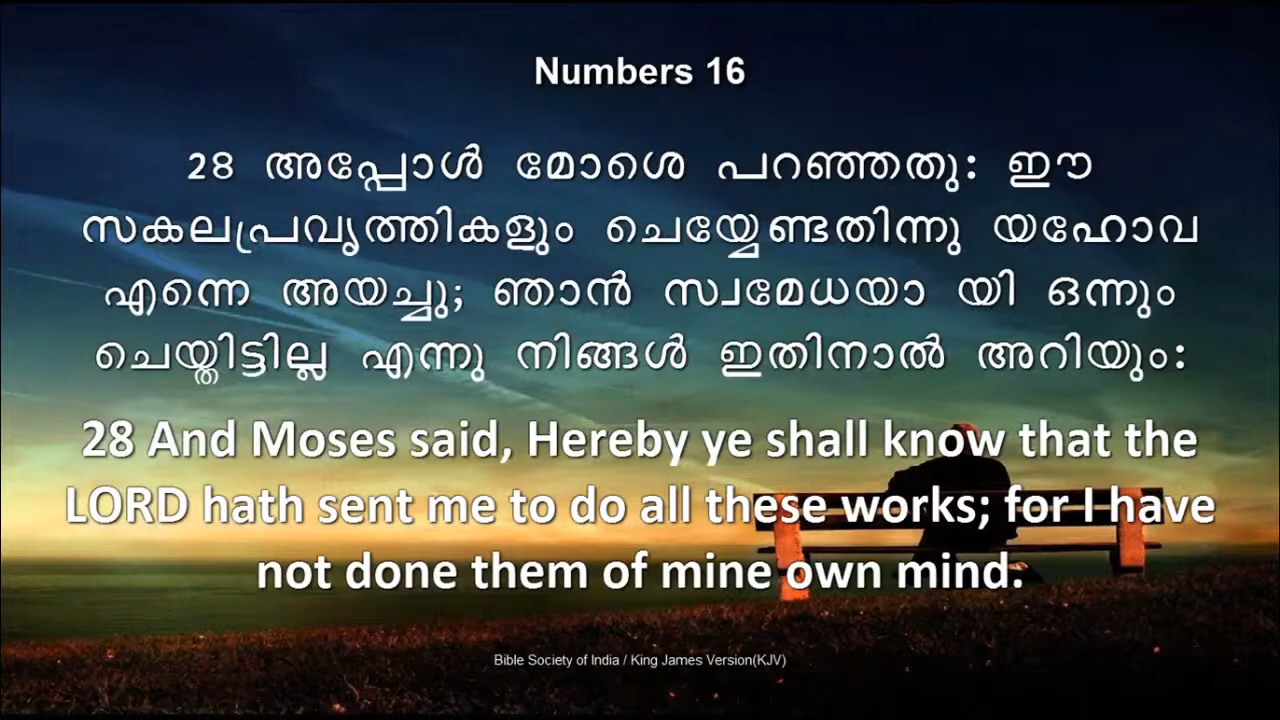 Numbers 16
28 അപ്പോൾ മോശെ പറഞ്ഞതു: ഈ
സകലപ്രവൃത്തികളും ചെയ്യേണ്ടതിന്നു യഹോവ
എന്നെ അയച്ചു; ഞാൻ സ്വമേധയാ യി ഒന്നും
ചെയ്തിട്ടില്ല എന്നു നിങ്ങൾ ഇതിനാൽ അറിയും:
28 And Moses said, Hereby ye shall know that the
LORD hath sent me to do all these works; for I have
not done them of mine own mind.
Bible Society of India / King James Version(KJV)